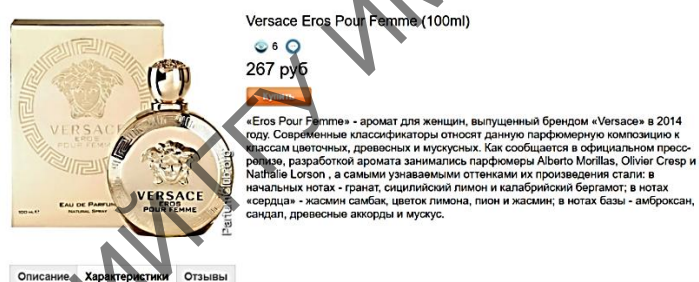 Versace Eros Pour Femme (100ml)
6
267 руб
Купить
«Eros Pour Femme» - аромат для женщин, выпущенный брендом «Versace» в 2014
году. Современные классификаторы относят данную парфюмерную композицию к
классам цветочных, древесных и мускусных. Как сообщается в официальном пресс-
релизе, разработкой аромата занимались парфюмеры Alberto Morillas, Olivier Cresp и
Nathalie Lorson , а самыми узнаваемыми оттенками их произведения стали: в
начальных нотах - гранат, сицилийский лимон и калабрийский бергамот; в нотах
«сердца» - жасмин самбак, цветок лимона, пион и жасмин; в нотах базы - амброксан,
сандал, древесные аккорды и мускус.
VERSACE
EROS
POUR FEMME
EAU DE PARFUM
NATURAL SPRAY
VERSACE
EROS
POUR FEMME
Описание Характеристики Отзывы